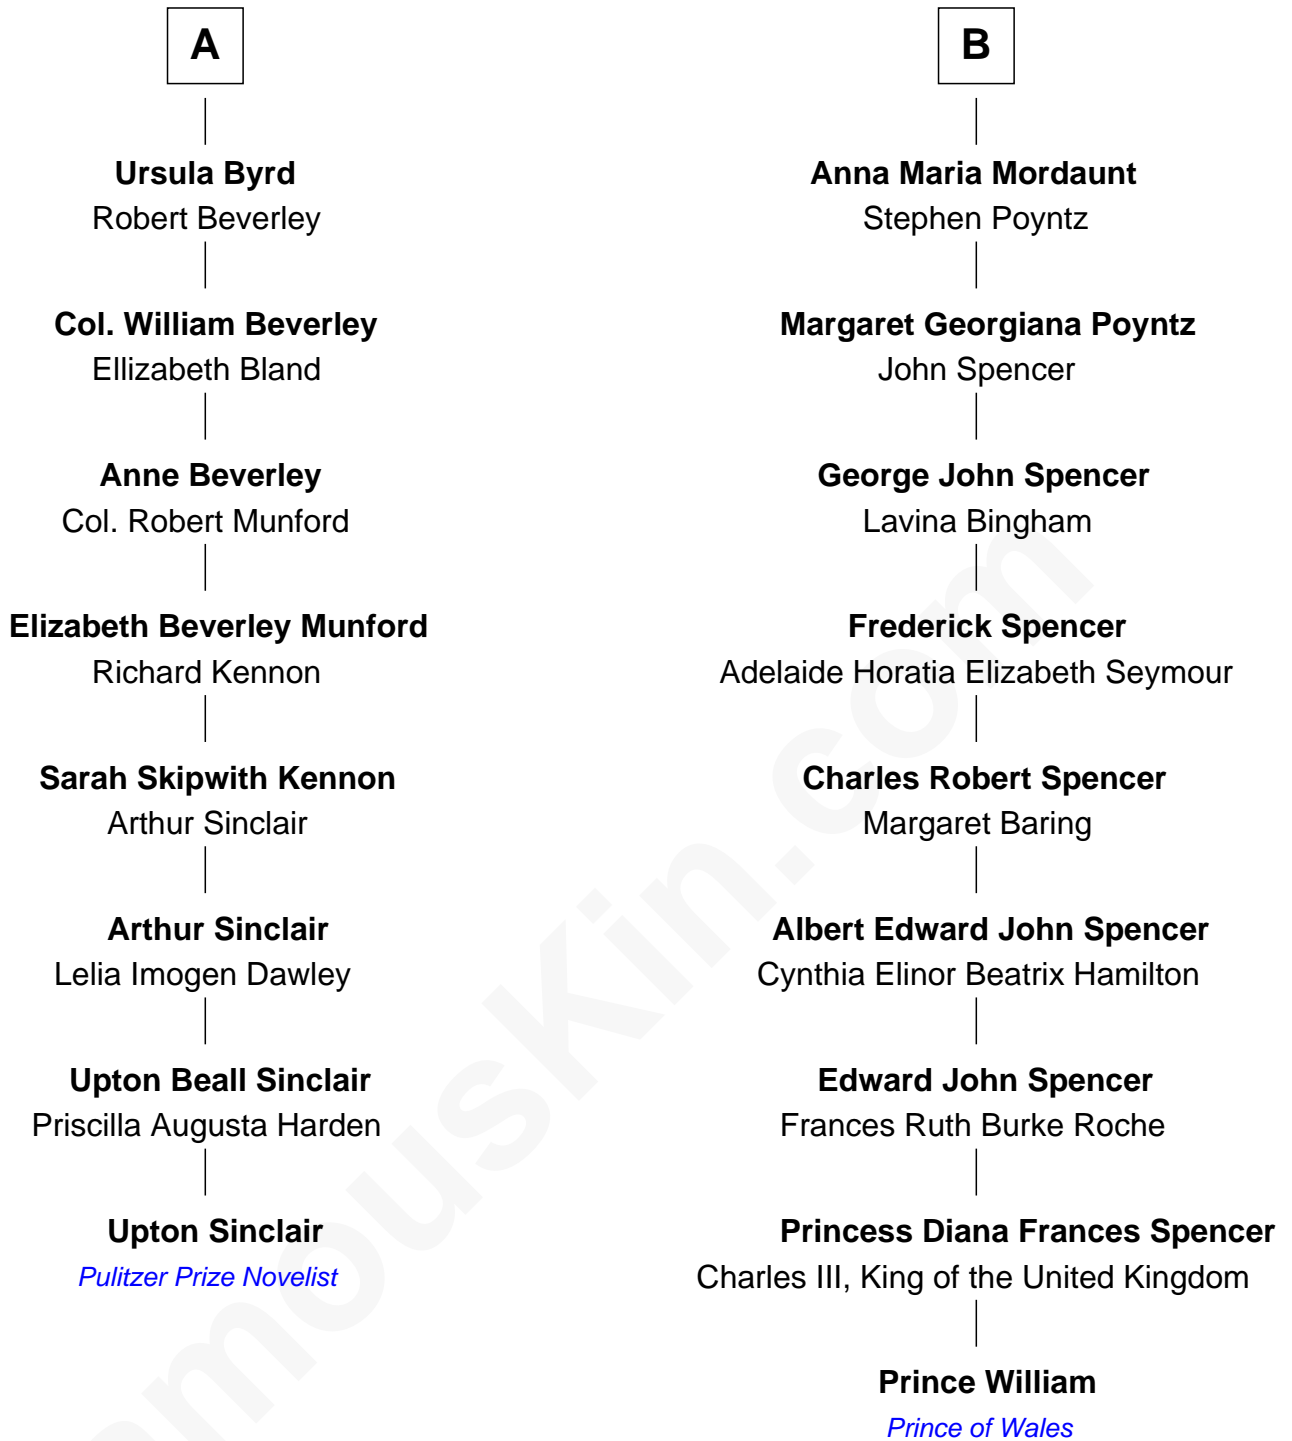 A
Ursula Byrd
Robert Beverley
Col. William Beverley
Ellizabeth Bland
Anne Beverley
Col. Robert Munford
Elizabeth Beverley Munford
Richard Kennon
Sarah Skipwith Kennon
Arthur Sinclair
Arthur Sinclair
Lelia Imogen Dawley
Upton Beall Sinclair
Priscilla Augusta Harden
Upton Sinclair
Pulitzer Prize Novelist
B
Anna Maria Mordaunt
Stephen Poyntz
Margaret Georgiana Poyntz
John Spencer
George John Spencer
Lavina Bingham
Frederick Spencer
Adelaide Horatia Elizabeth Seymour
Charles Robert Spencer
Margaret Baring
Albert Edward John Spencer
Cynthia Elinor Beatrix Hamilton
Edward John Spencer
Frances Ruth Burke Roche
Princess Diana Frances Spencer
Charles III, King of the United Kingdom
Prince William
Prince of Wales
amousKin.com